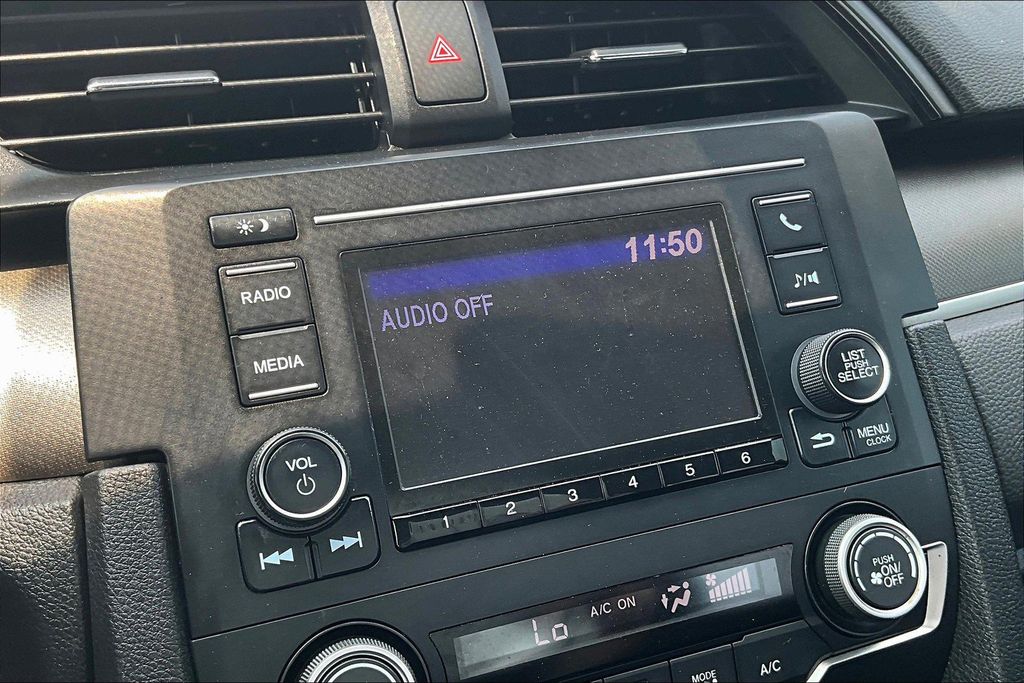 11:50
AUDIO OFF
RADIO
MEDIA
VOL
LIST
PUSH
SELECT
MENU
CLOCK
1 2 3 4 5 6
PUSH
ON/
OFF
A/C ON
Lo
MODE
A/C